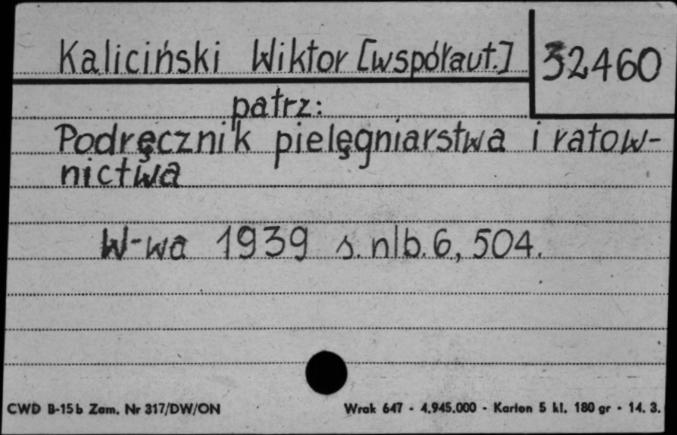 Kaliciński Wiktor [współaut.] 32460
patrz:
Podręcznik pielęgniarstwa i ratow-
nictwa
W-wa 1939 s. nlb. 6, 504.
CWD B-15b Zam. Nr 317/DW/ON Wrak 647 - 4.945.000 - Karton 5 kl. 180 gr - 14. 3.